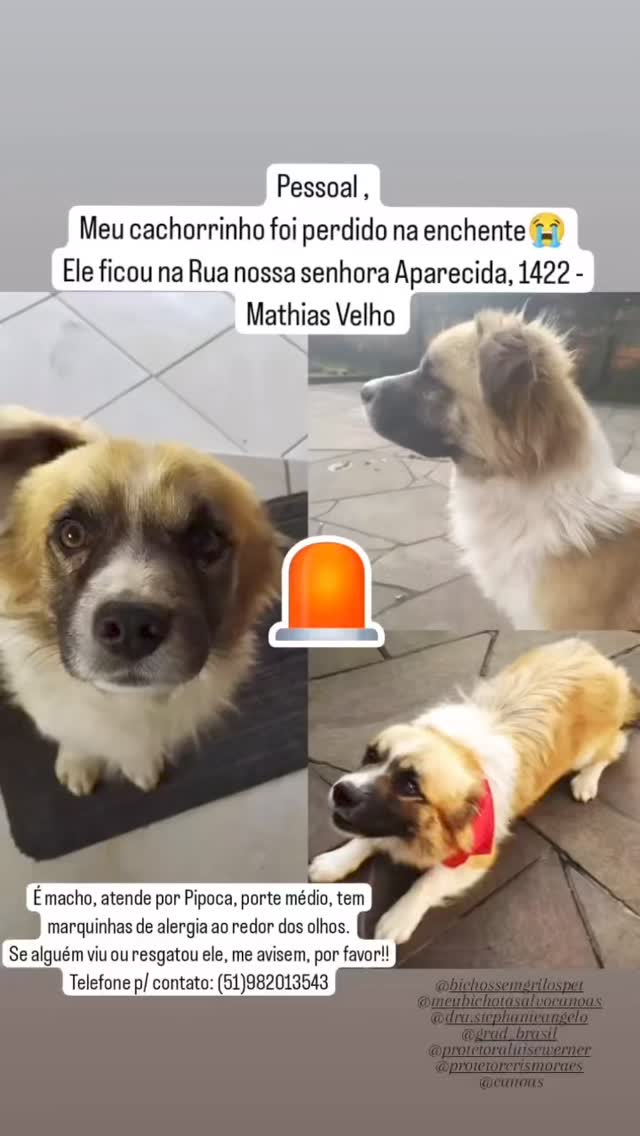 Pessoal ,
Meu cachorrinho foi perdido na enchente😭
Ele ficou na Rua nossa senhora Aparecida, 1422 -
Mathias Velho
É macho, atende por Pipoca, porte médio, tem
marquinhas de alergia ao redor dos olhos.
Se alguém viu ou resgatou ele, me avisem, por favor!!
Telefone p/ contato: (51)982013543
@bichossemgrilospet
@meubichotasalvocanoas
@dra.stephanieangelo
@grad_brasil
@protetoraluisewerner
@protetorcrismoraes
@canoas